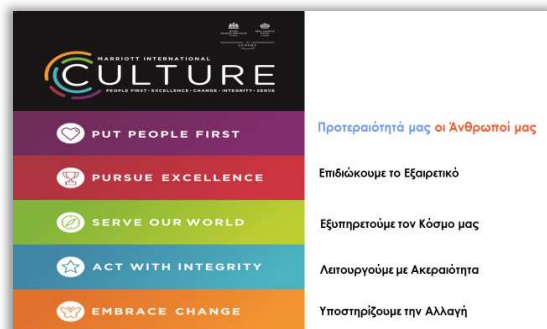 MARRIOTT INTERNATIONAL
CULTURE
PEOPLE FIRST • EXCELLENCE • CHANGE • INTEGRITY • SERVE
PUT PEOPLE FIRST
Προτεραιότητά μας οι Άνθρωποί μας
PURSUE EXCELLENCE
Επιδιώκουμε το Εξαιρετικό
SERVE OUR WORLD
Εξυπηρετούμε τον Κόσμο μας
ACT WITH INTEGRITY
Λειτουργούμε με Ακεραιότητα
EMBRACE CHANGE
Υποστηρίζουμε την Αλλαγή